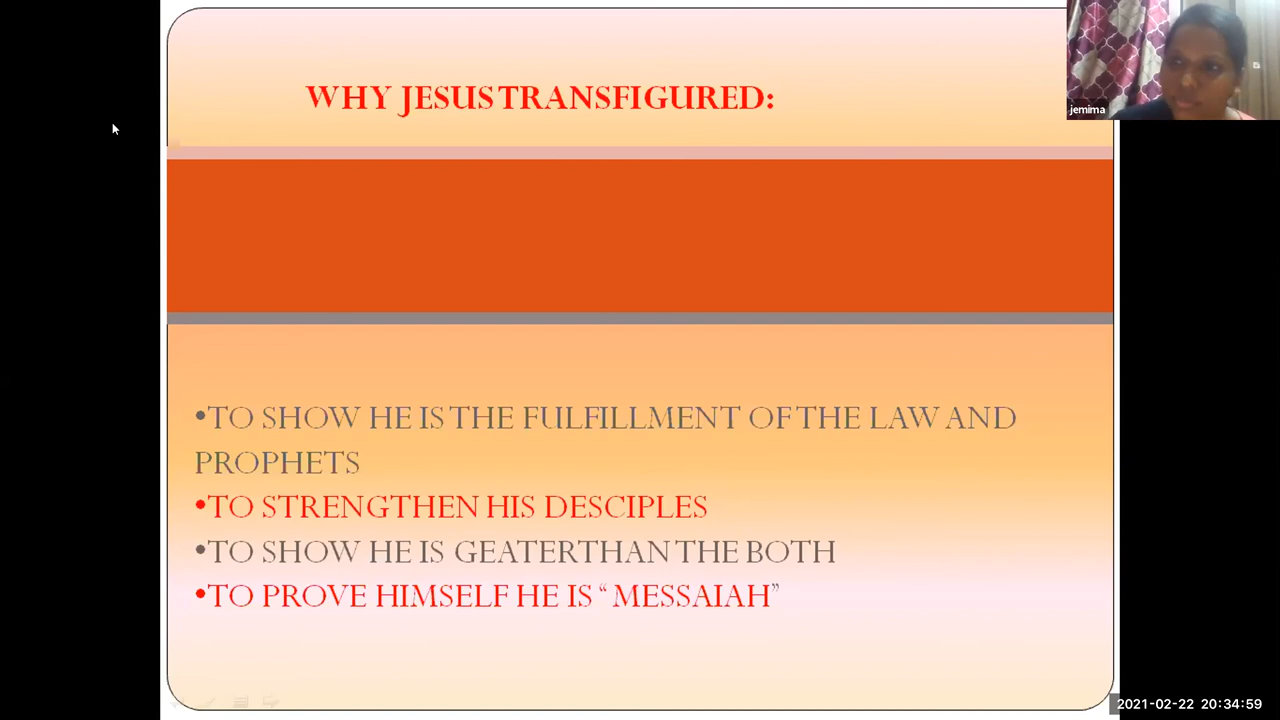 WHY JESUS TRANSFIGURED:
jemima
•TO SHOW HE IS THE FULFILLMENT OF THE LAW AND
PROPHETS
•TO STRENGTHEN HIS DESCIPLES
•TO SHOW HE IS GEATER THAN THE BOTH
•TO PROVE HIMSELF HE IS “ MESSAIAH”
2021-02-22 20:34:59